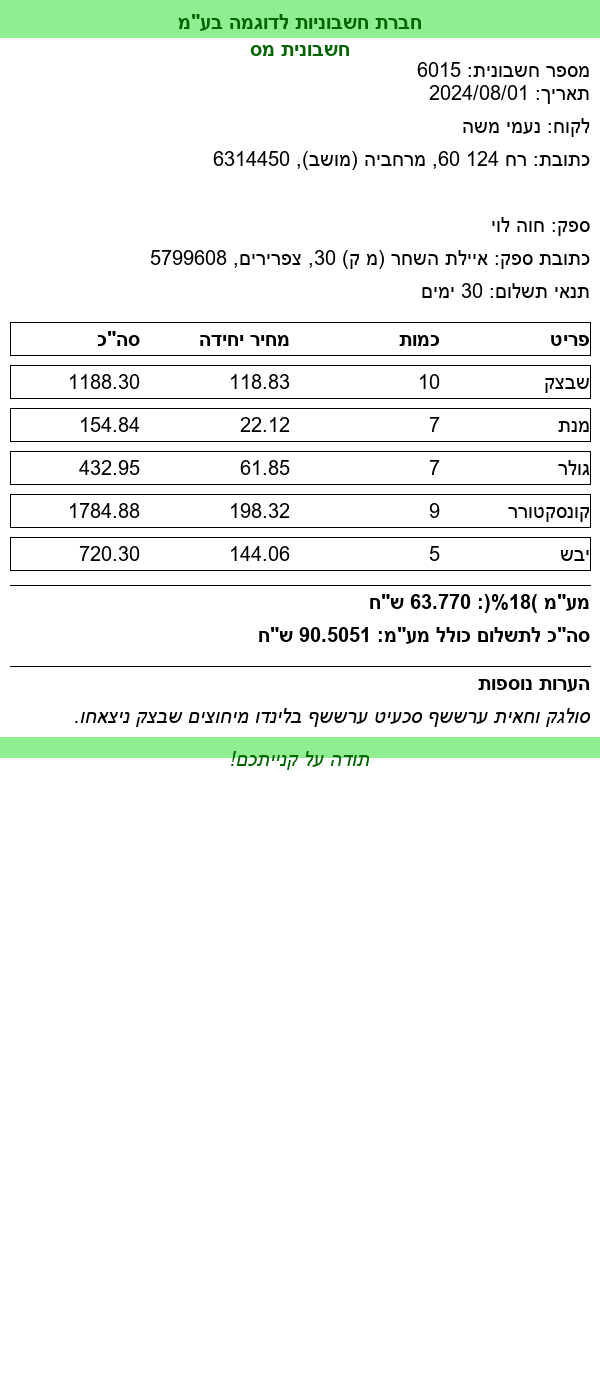 חברת חשבוניות לדוגמה בע"מ
חשבונית מס
מספר חשבונית: 6015
תאריך: 2024/08/01
לקוח: נעמי משה
כתובת: רח 124 60, מרחביה (מושב), 6314450
ספק: חוה לוי
כתובת ספק: איילת השחר (מ ק) 30, צפרירים, 5799608
תנאי תשלום: 30 ימים
פריט כמות מחיר יחידה סה"כ
שבצק 10 118.83 1188.30
מנת 7 22.12 154.84
גולר 7 61.85 432.95
קונסקטורר 9 198.32 1784.88
יבש 5 144.06 720.30
מע"מ )18%(: 63.770 ש"ח
סה"כ לתשלום כולל מע"מ: 90.5051 ש"ח
הערות נוספות
סולגק וחאית ערששף סכעיט ערששף בלינדו מיחוצים שבצק ניצאחו.
תודה על קנייתכם!